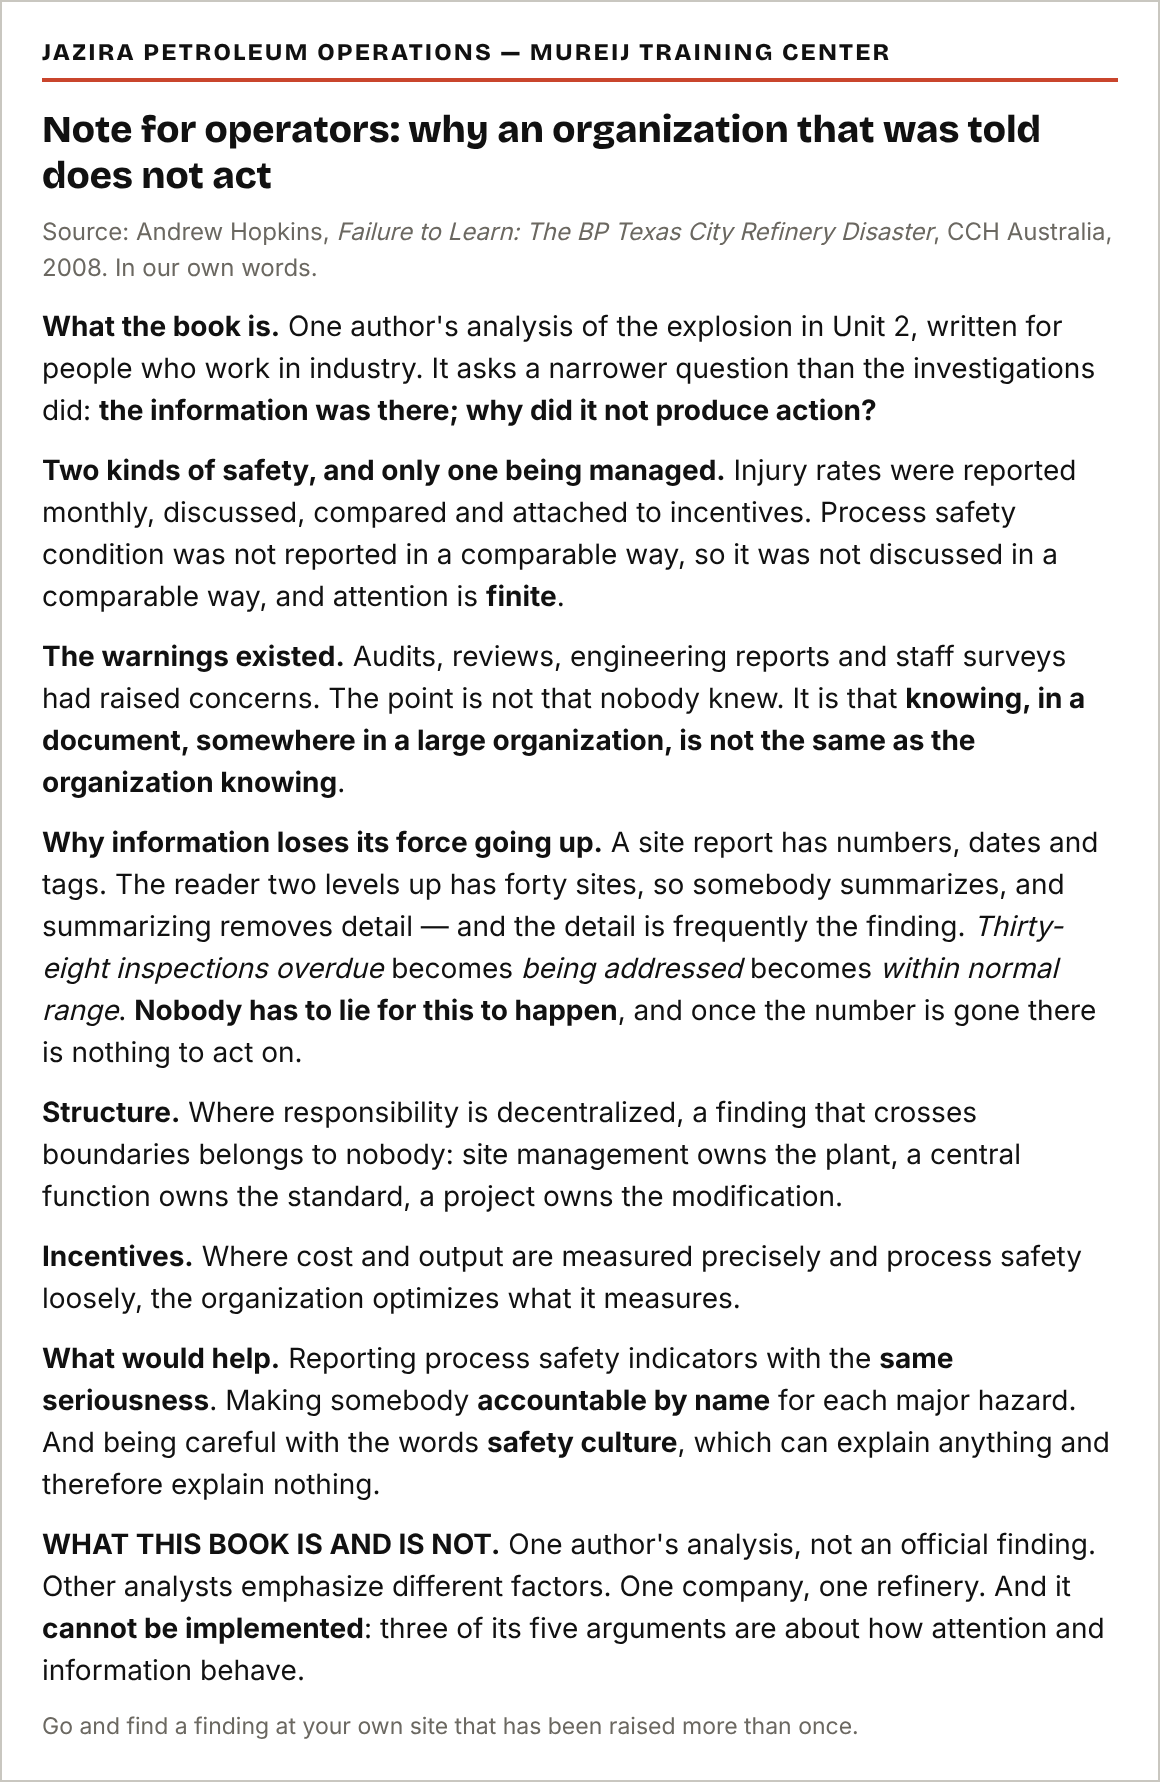 JAZIRA PETROLEUM OPERATIONS — MUREIJ TRAINING CENTER
Note for operators: why an organization that was told
does not act
Source: Andrew Hopkins, Failure to Learn: The BP Texas City Refinery Disaster, CCH Australia,
2008. In our own words.
What the book is. One author's analysis of the explosion in Unit 2, written for
people who work in industry. It asks a narrower question than the investigations
did: the information was there; why did it not produce action?
Two kinds of safety, and only one being managed. Injury rates were reported
monthly, discussed, compared and attached to incentives. Process safety
condition was not reported in a comparable way, so it was not discussed in a
comparable way, and attention is finite.
The warnings existed. Audits, reviews, engineering reports and staff surveys
had raised concerns. The point is not that nobody knew. It is that knowing, in a
document, somewhere in a large organization, is not the same as the
organization knowing.
Why information loses its force going up. A site report has numbers, dates and
tags. The reader two levels up has forty sites, so somebody summarizes, and
summarizing removes detail — and the detail is frequently the finding. Thirty-
eight inspections overdue becomes being addressed becomes within normal
range. Nobody has to lie for this to happen, and once the number is gone there
is nothing to act on.
Structure. Where responsibility is decentralized, a finding that crosses
boundaries belongs to nobody: site management owns the plant, a central
function owns the standard, a project owns the modification.
Incentives. Where cost and output are measured precisely and process safety
loosely, the organization optimizes what it measures.
What would help. Reporting process safety indicators with the same
seriousness. Making somebody accountable by name for each major hazard.
And being careful with the words safety culture, which can explain anything and
therefore explain nothing.
WHAT THIS BOOK IS AND IS NOT. One author's analysis, not an official finding.
Other analysts emphasize different factors. One company, one refinery. And it
cannot be implemented: three of its five arguments are about how attention and
information behave.
Go and find a finding at your own site that has been raised more than once.